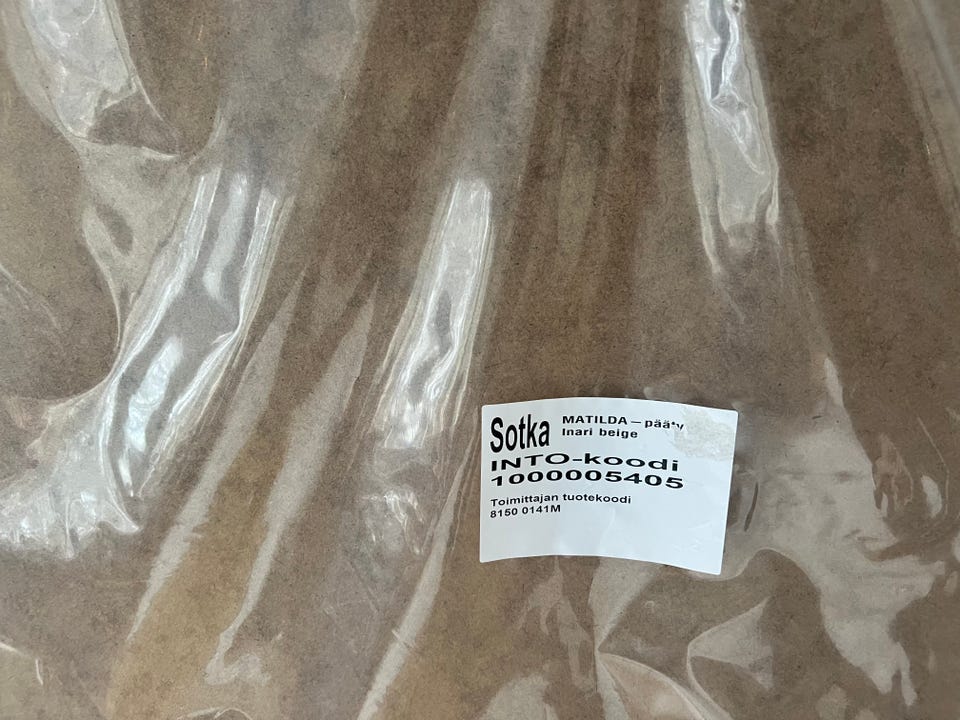 Sotka
MATILDA – pääty
Inari beige
INTO-koodi
1000005405
Toimittajan tuotekoodi
8150 0141M